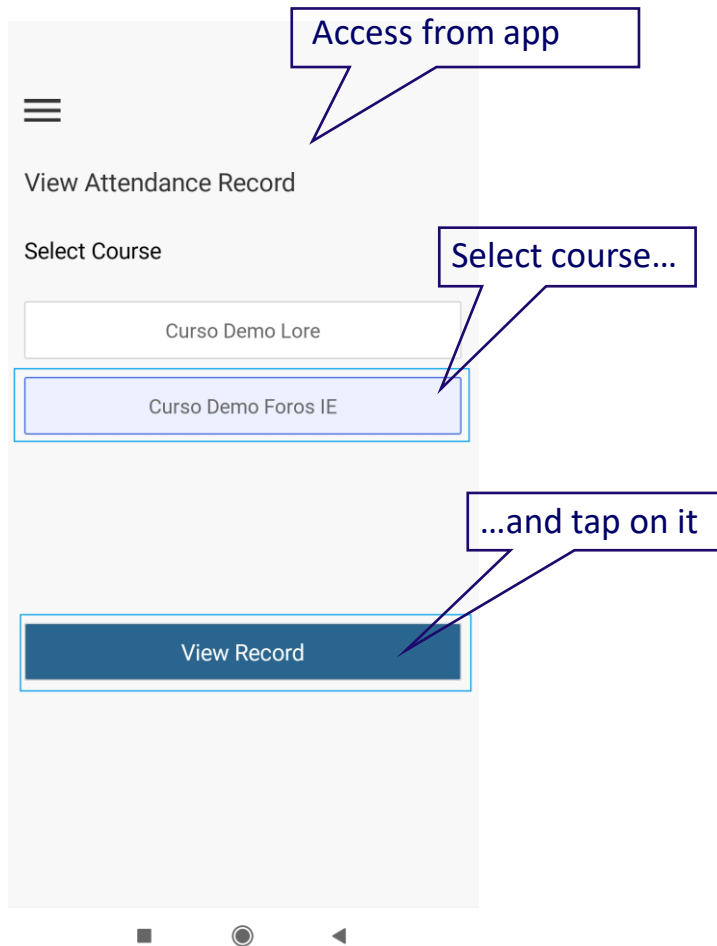 Access from app
View Attendance Record
Select Course
Select course…
Curso Demo Lore
Curso Demo Foros IE
…and tap on it
View Record